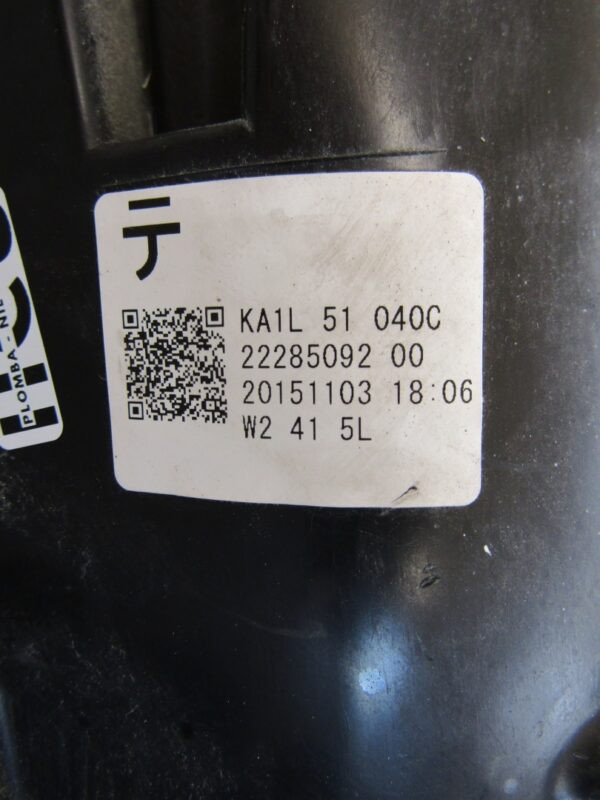 テ
KA1L 51 040C
22285092 00
20151103 18:06
W2 41 5L
PLOMBA - NIE